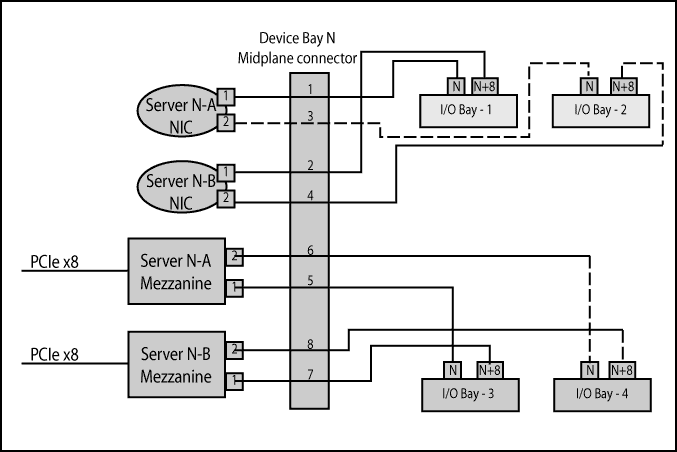 Device Bay N
Midplane connector
1
N
N+8
N
N+8
Server N-A
NIC
1
2
3
I/O Bay - 1
I/O Bay - 2
Server N-B
NIC
1
2
2
4
PCIe x8
Server N-A
Mezzanine
2
1
6
5
PCIe x8
Server N-B
Mezzanine
2
1
8
7
N
N+8
N
N+8
I/O Bay - 3
I/O Bay - 4